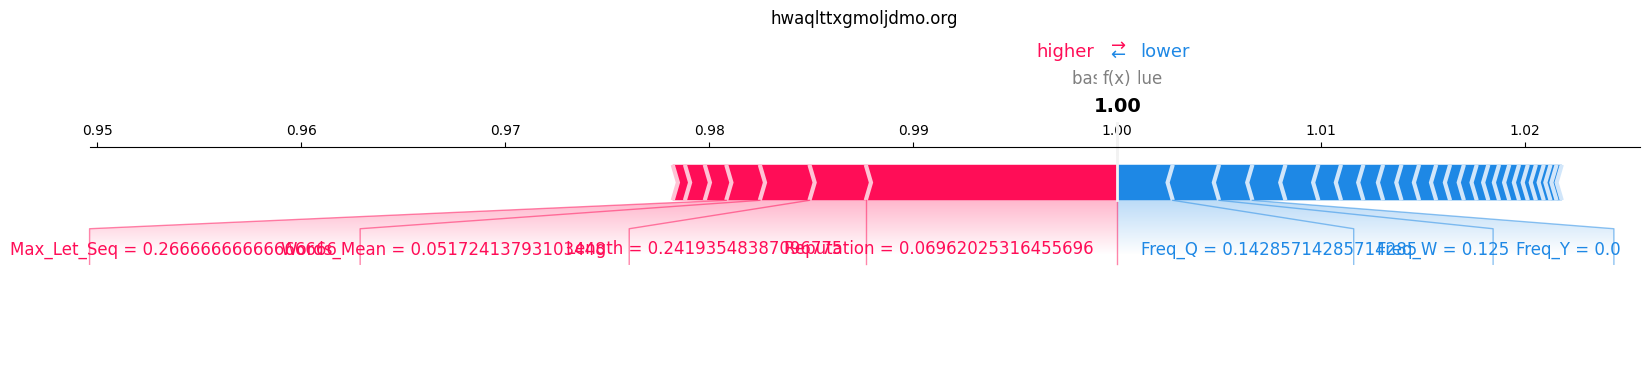 hwaqlttxgmoljdmo.org
higher ⇄ lower
f(x)
1.00
0.95 0.96 0.97 0.98 0.99 1.00 1.01 1.02
Max_Let_Seq = 0.26666666666666666 Words_Mean = 0.05172413793103448 Length = 0.24193548387096775 Reputation = 0.06962025316455696 Freq_Q = 0.14285714285714285 Freq_W = 0.125 Freq_Y = 0.0